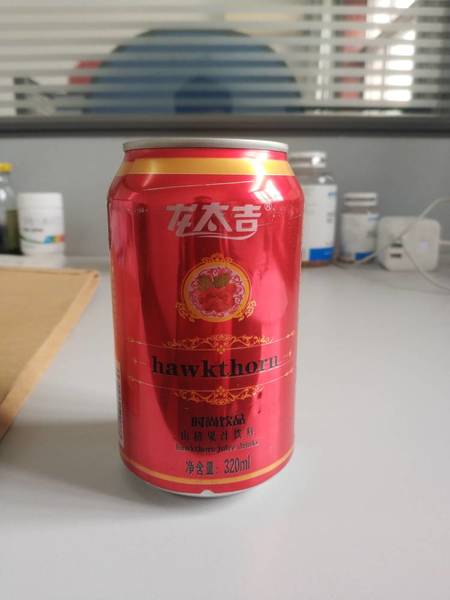 龙太吉®
hawkthorn
时尚饮品
山楂果汁饮料
hawkthorn juice drinks
净含量：320ml